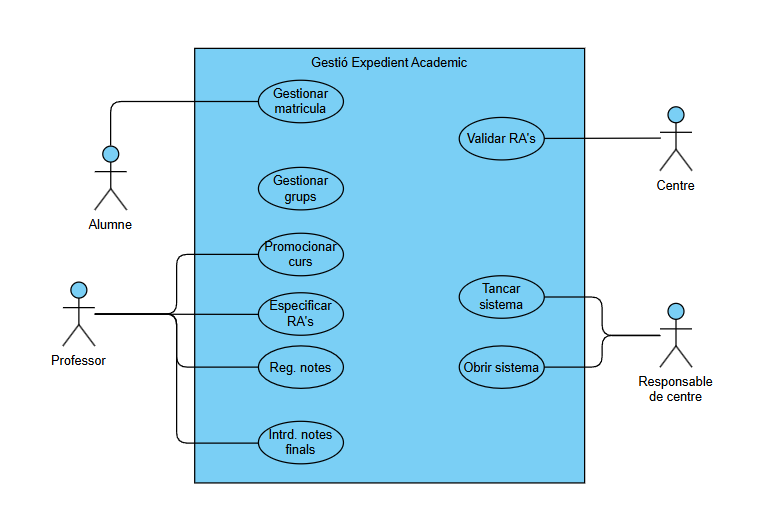 Gestió Expedient Academic
Gestionar
matricula
Validar RA's
Centre
Alumne
Gestionar
grups
Promocionar
curs
Professor
Especificar
RA's
Tancar
sistema
Reg. notes
Obrir sistema
Responsable
de centre
Intrd. notes
finals